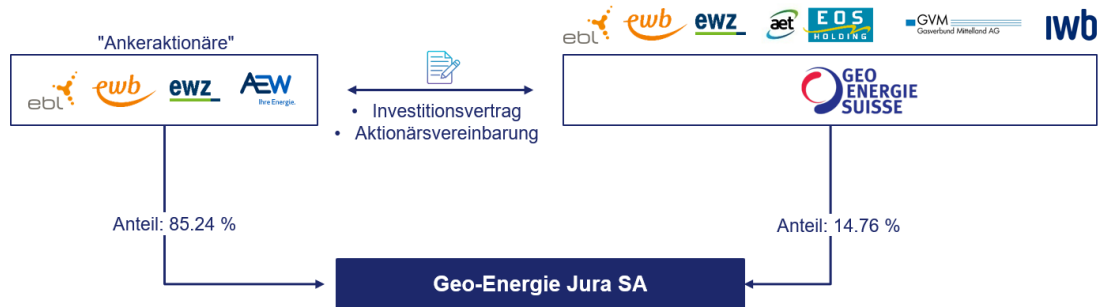 ebl ewb ewz aet EOS HOLDING GVM Gasverbund Mittelland AG iwb
"Ankeraktionäre"
ebl ewb ewz AEW Ihre Energie.
GEO
ENERGIE
SUISSE
• Investitionsvertrag
• Aktionärsvereinbarung
Anteil: 85.24 %
Anteil: 14.76 %
Geo-Energie Jura SA